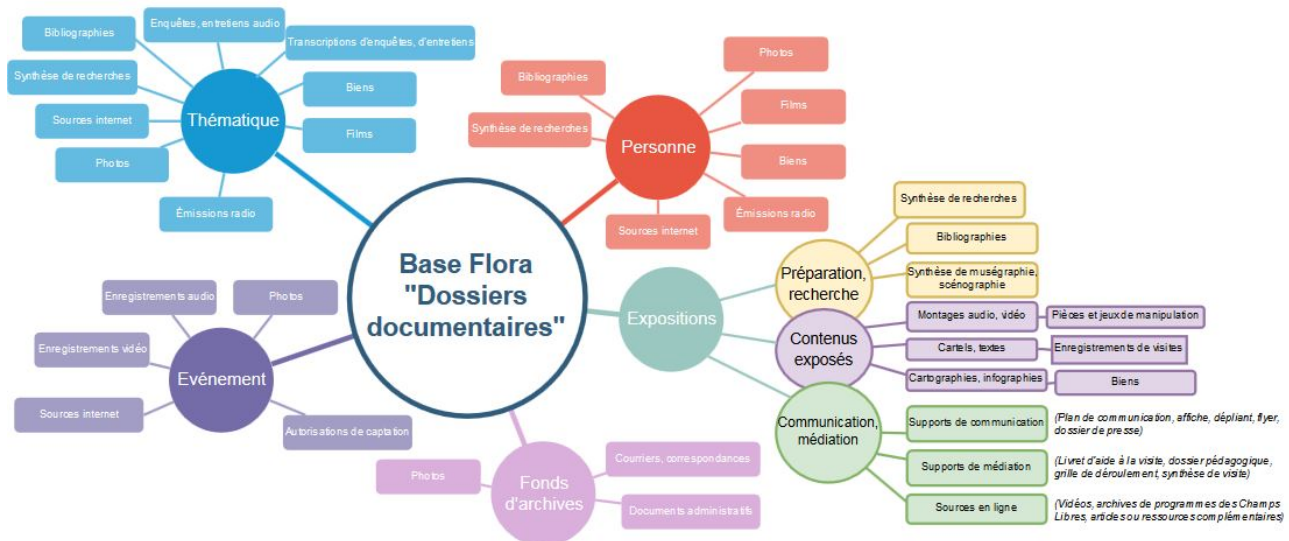 Enquêtes, entretiens audio
Bibliographies
Transcriptions d'enquêtes, d'entretiens
Synthèse de recherches
Biens
Sources internet
Thématique
Films
Photos
Émissions radio
Photos
Bibliographies
Films
Synthèse de recherches
Personne
Biens
Émissions radio
Sources internet
Base Flora
"Dossiers
documentaires"
Enregistrements audio
Photos
Enregistrements vidéo
Evénement
Sources internet
Autorisations de captation
Photos
Courriers, correspondances
Fonds
d'archives
Documents administratifs
Expositions
Préparation,
recherche
Synthèse de recherches
Bibliographies
Synthèse de muségraphie,
scénographie
Contenus
exposés
Montages audio, vidéo
Pièces et jeux de manipulation
Cartels, textes
Enregistrements de visites
Cartographies, infographies
Biens
Communication,
médiation
Supports de communication
(Plan de communication, affiche, dépliant, flyer,
dossier de presse)
Supports de médiation
(Livret d'aide à la visite, dossier pédagogique,
grille de déroulement, synthèse de visite)
Sources en ligne
(Vidéos, archives de programmes des Champs
Libres, articles ou ressources complémentaires)